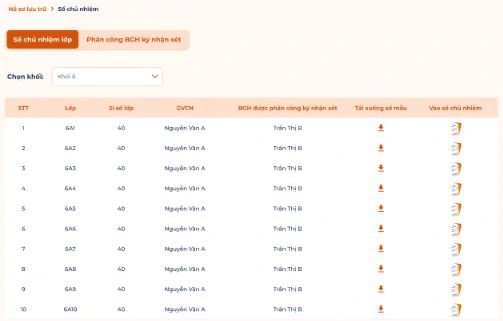 Hồ sơ lưu trữ > Sổ chủ nhiệm
Sổ chủ nhiệm lớp Phân công BGH ký nhận xét
Chọn khối: Khối 6
STT Lớp Sĩ số lớp GVCN BGH được phân công ký nhận xét Tải xuống sổ mẫu Vào sổ chủ nhiệm
1 6A1 40 Nguyễn Văn A Trần Thị B
2 6A2 40 Nguyễn Văn A Trần Thị B
3 6A3 40 Nguyễn Văn A Trần Thị B
4 6A4 40 Nguyễn Văn A Trần Thị B
5 6A5 40 Nguyễn Văn A Trần Thị B
6 6A6 40 Nguyễn Văn A Trần Thị B
7 6A7 40 Nguyễn Văn A Trần Thị B
8 6A8 40 Nguyễn Văn A Trần Thị B
9 6A9 40 Nguyễn Văn A Trần Thị B
10 6A10 40 Nguyễn Văn A Trần Thị B